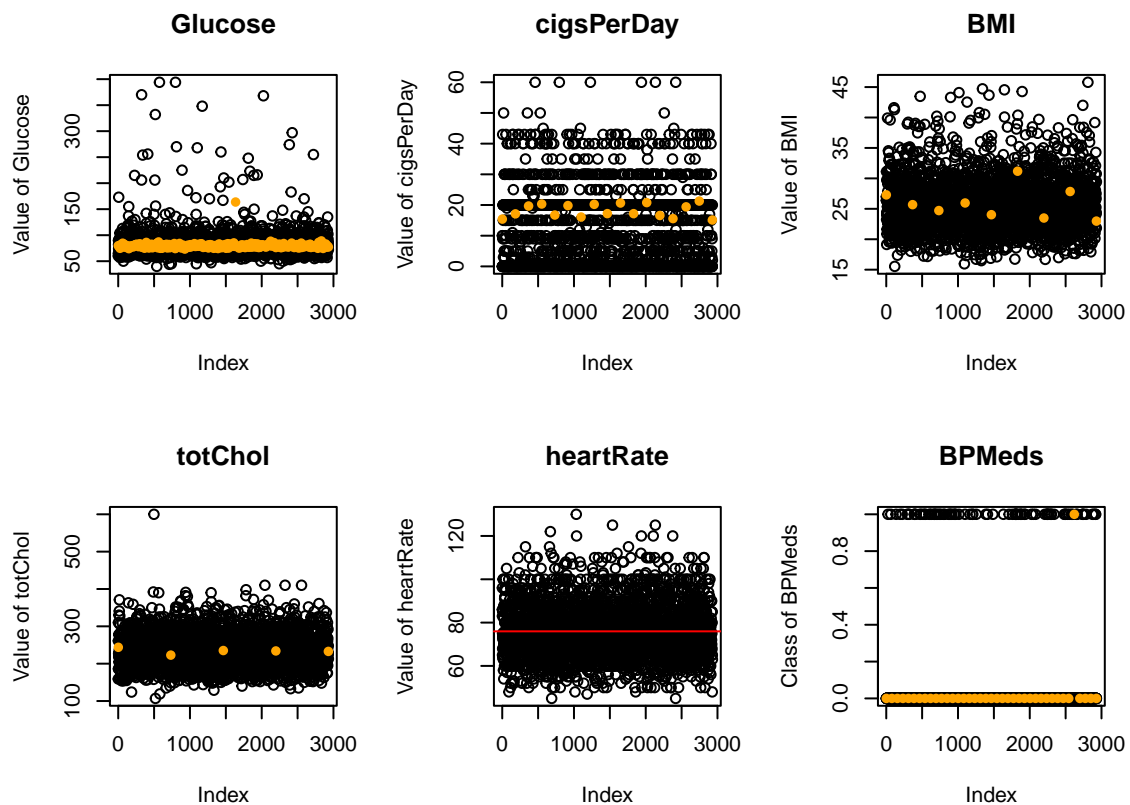 Glucose
Value of Glucose
50
150
300
0
1000
2000
3000
Index
cigsPerDay
Value of cigsPerDay
0
20
40
60
0
1000
2000
3000
Index
BMI
Value of BMI
15
25
35
45
0
1000
2000
3000
Index
totChol
Value of totChol
100
300
500
0
1000
2000
3000
Index
heartRate
Value of heartRate
60
80
100
120
0
1000
2000
3000
Index
BPMeds
Class of BPMeds
0.0
0.4
0.8
0
1000
2000
3000
Index